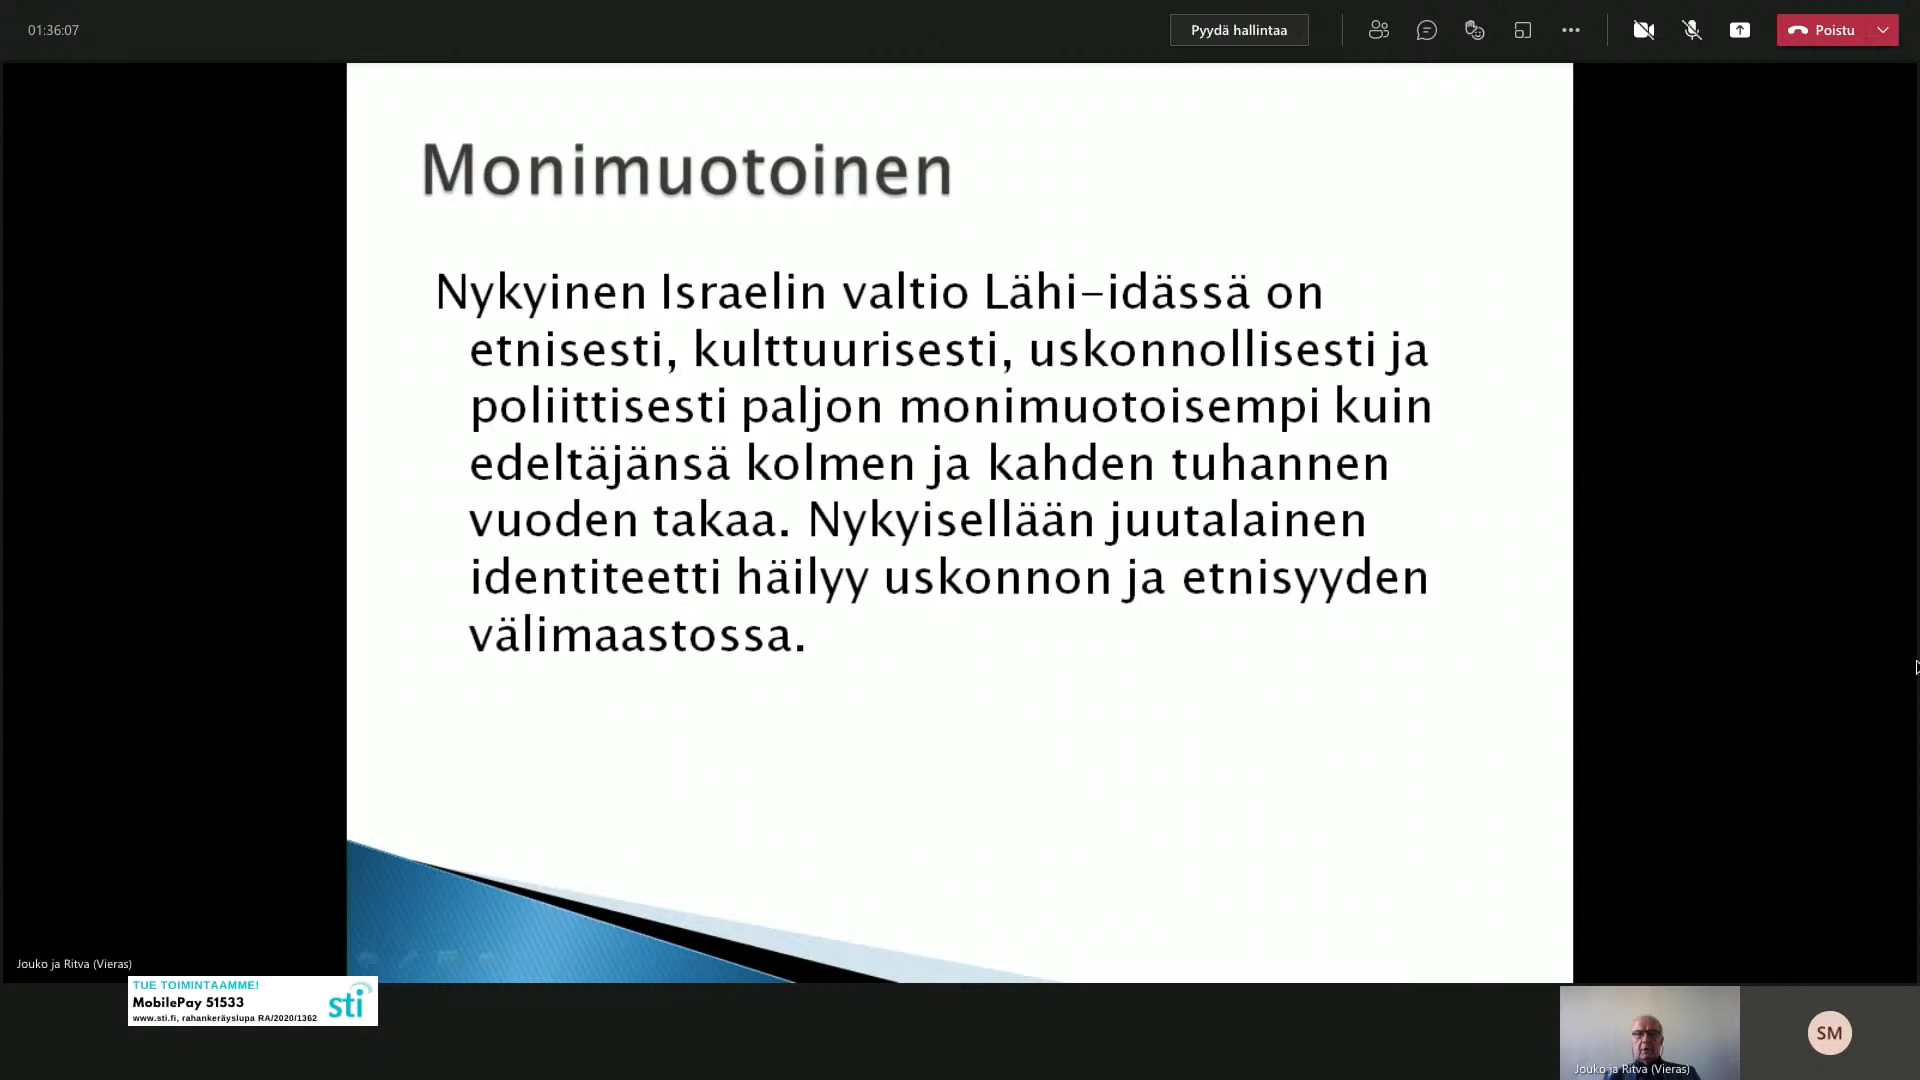 01:36:07
Pyydä hallintaa
Poistu
Monimuotoinen
Nykyinen Israelin valtio Lähi-idässä on
etnisesti, kulttuurisesti, uskonnollisesti ja
poliittisesti paljon monimuotoisempi kuin
edeltäjänsä kolmen ja kahden tuhannen
vuoden takaa. Nykyisellään juutalainen
identiteetti häilyy uskonnon ja etnisyyden
välimaastossa.
Jouko ja Ritva (Vieras)
TUE TOIMINTAAMME!
MobilePay 51533
www.sti.fi, rahankeräyslupa RA/2020/1362
sti
Jouko ja Ritva (Vieras)
SM